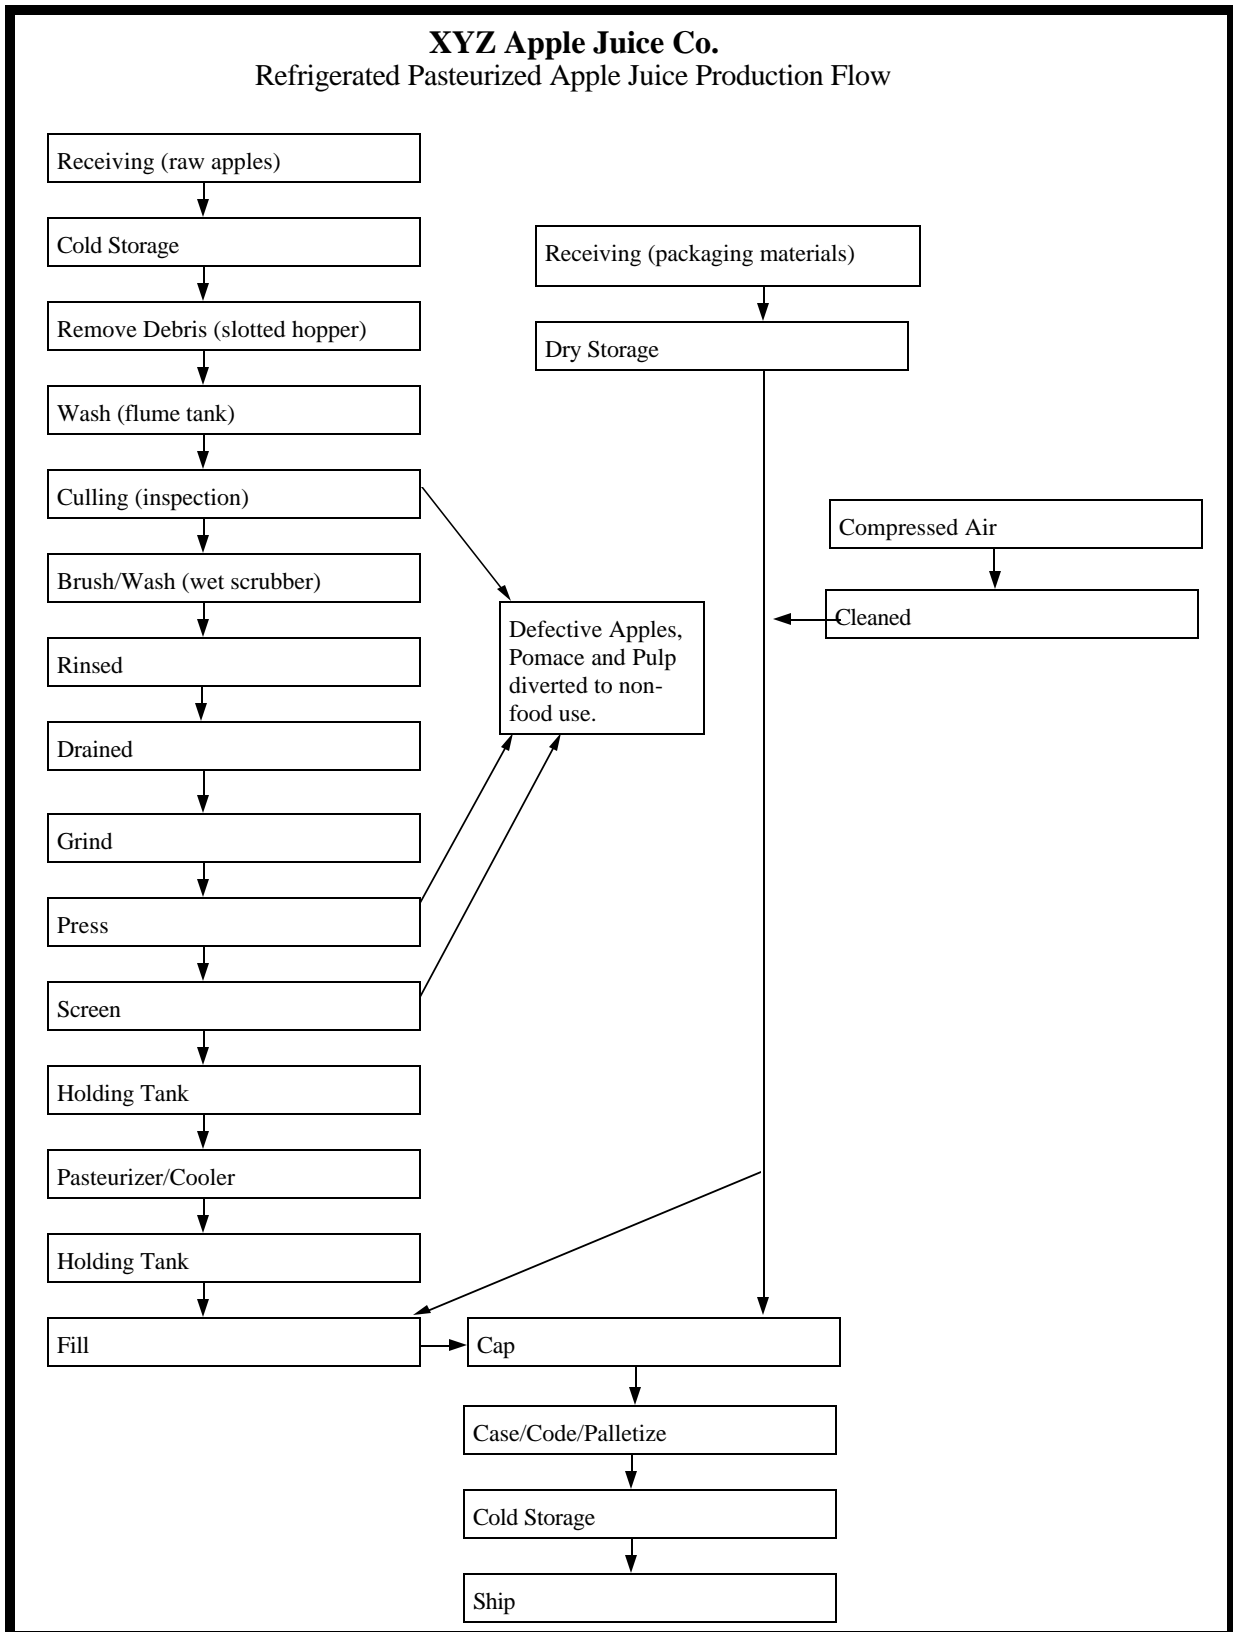 XYZ Apple Juice Co.
Refrigerated Pasteurized Apple Juice Production Flow
Receiving (raw apples)
Cold Storage
Remove Debris (slotted hopper)
Wash (flume tank)
Culling (inspection)
Brush/Wash (wet scrubber)
Rinsed
Drained
Grind
Press
Screen
Holding Tank
Pasteurizer/Cooler
Holding Tank
Fill
Receiving (packaging materials)
Dry Storage
Compressed Air
Cleaned
Defective Apples,
Pomace and Pulp
diverted to non-
food use.
Cap
Case/Code/Palletize
Cold Storage
Ship